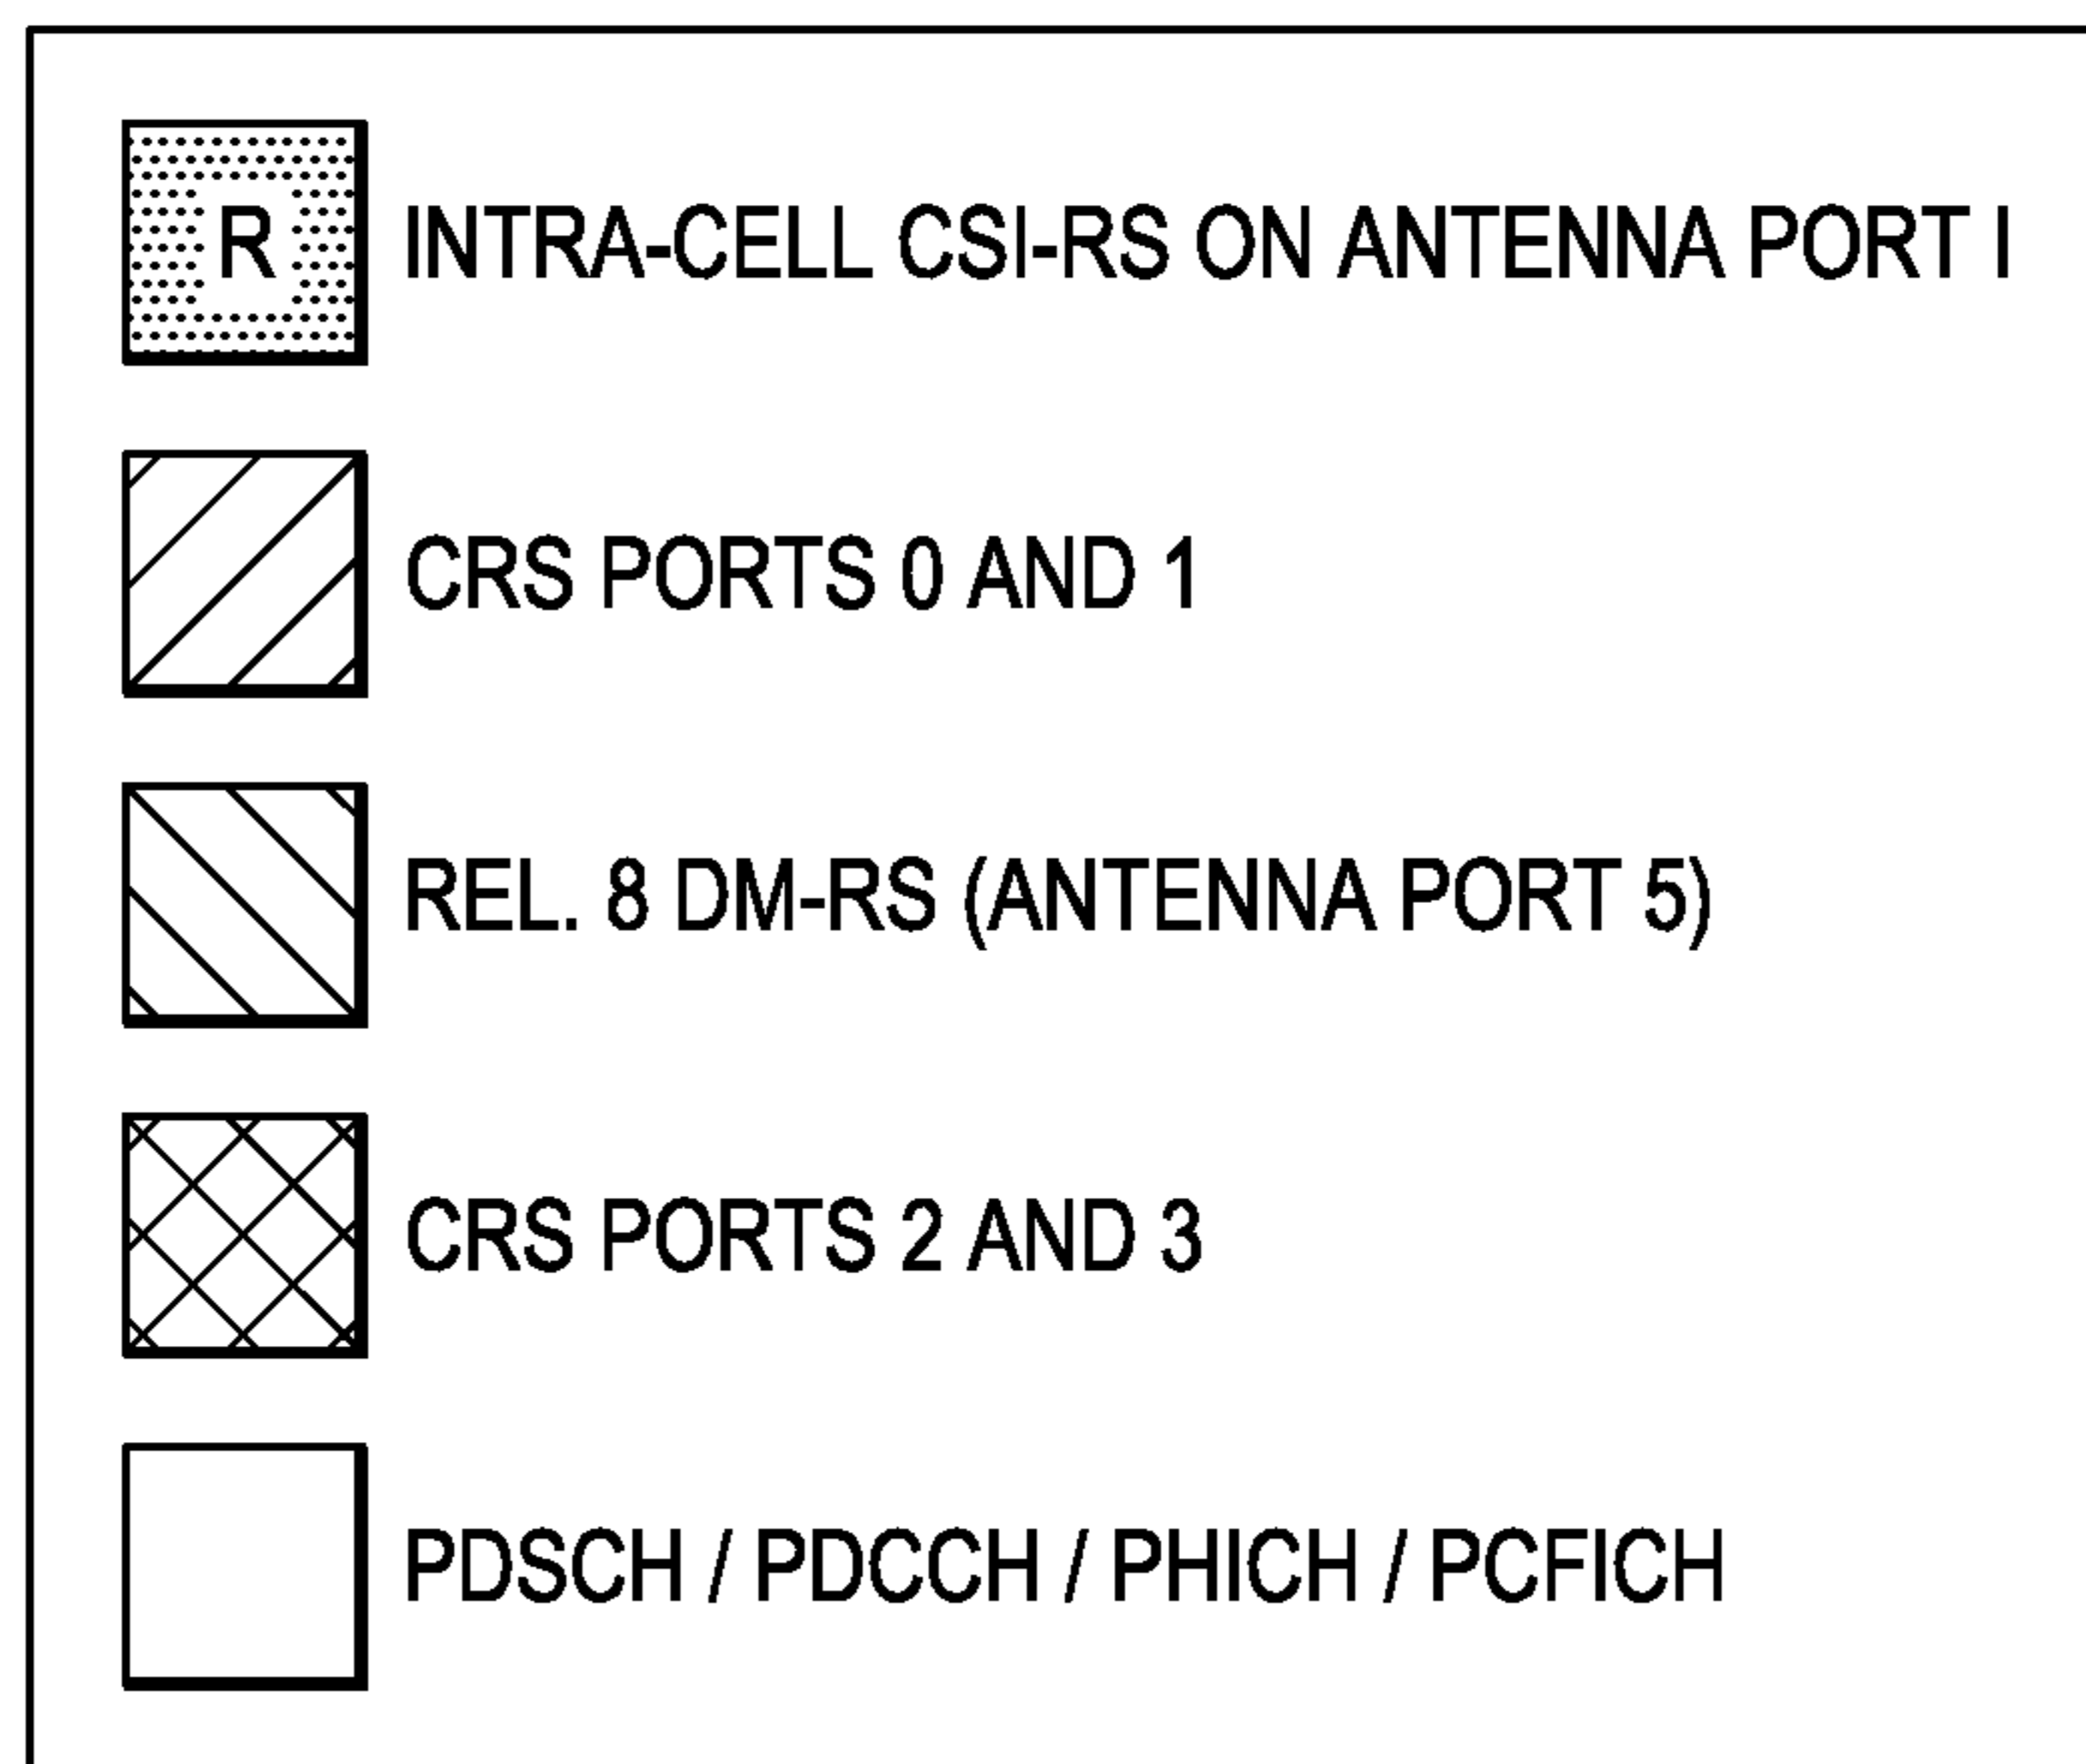 R INTRA-CELL CSI-RS ON ANTENNA PORT I
CRS PORTS 0 AND 1
REL. 8 DM-RS (ANTENNA PORT 5)
CRS PORTS 2 AND 3
PDSCH / PDCCH / PHICH / PCFICH